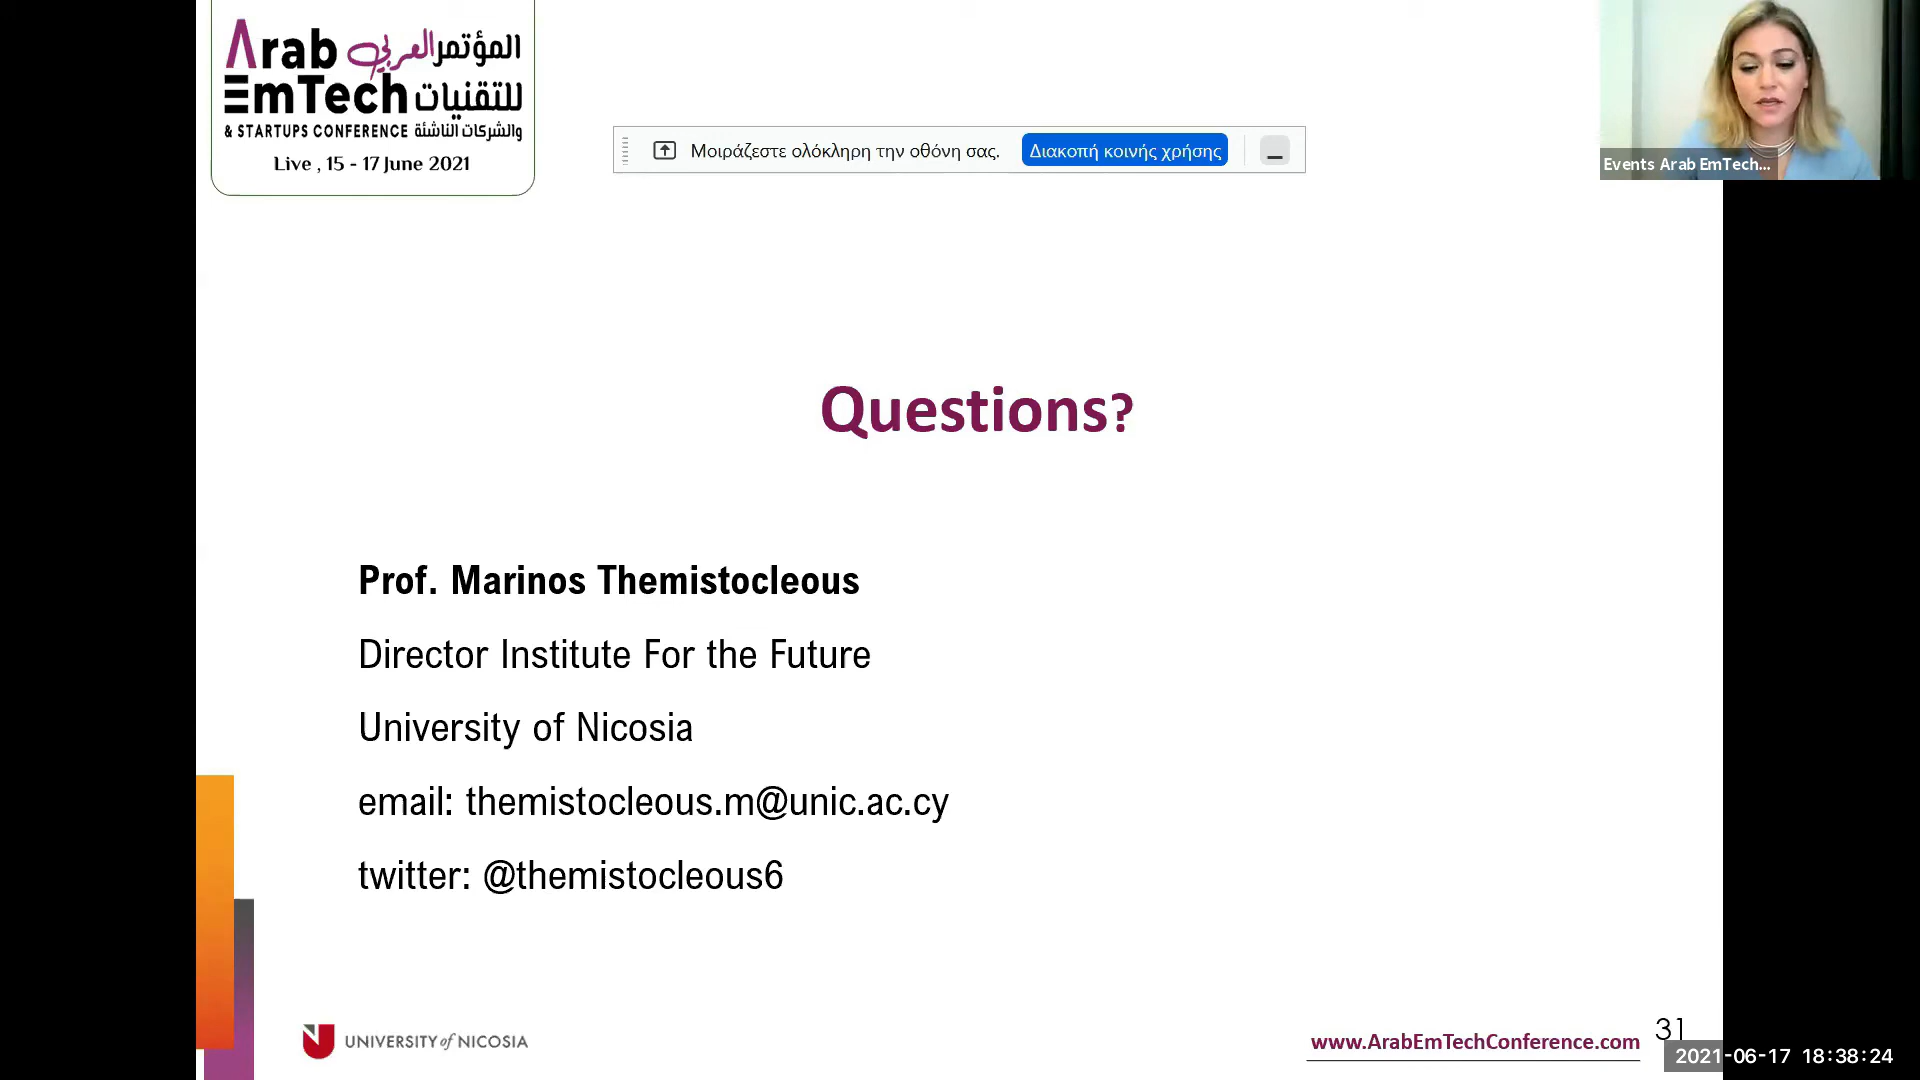 Arab المؤتمر العربي
EmTech للتقنيات
& STARTUPS CONFERENCE والشركات الناشئة
Live , 15 - 17 June 2021
Μοιράζεστε ολόκληρη την οθόνη σας. Διακοπή κοινής χρήσης
Events Arab EmTech...
Questions?
Prof. Marinos Themistocleous
Director Institute For the Future
University of Nicosia
email: themistocleous.m@unic.ac.cy
twitter: @themistocleous6
UNIVERSITY of NICOSIA
www.ArabEmTechConference.com
31
2021-06-17 18:38:24